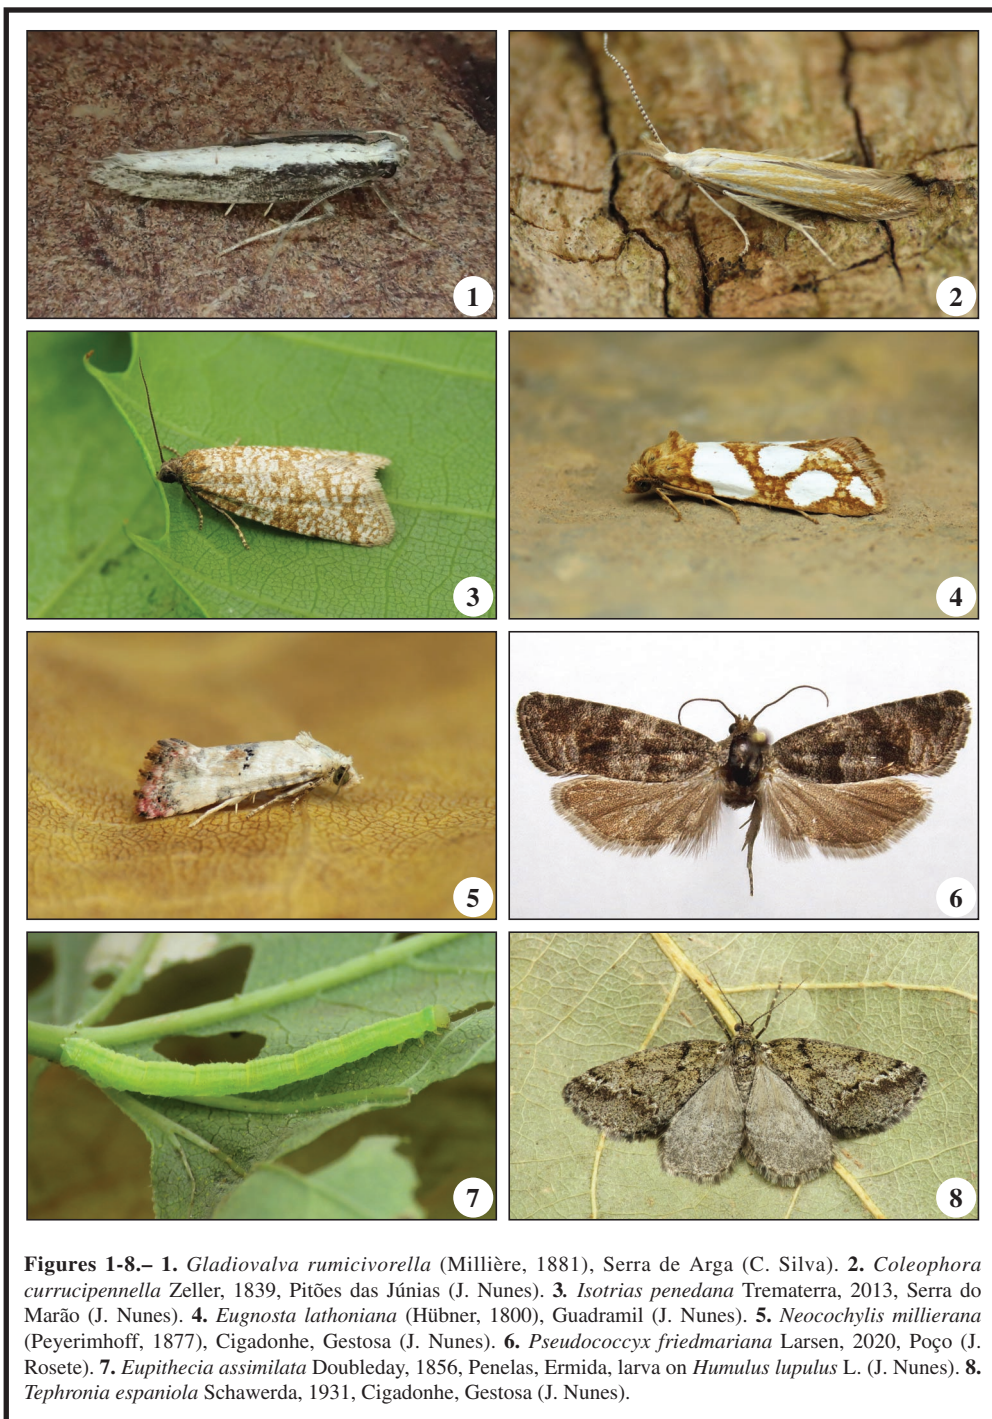 1
2
3
4
5
6
7
8
Figures 1-8.– 1. Gladiovalva rumicivorella (Millière, 1881), Serra de Arga (C. Silva). 2. Coleophora
currucipennella Zeller, 1839, Pitões das Júnias (J. Nunes). 3. Isotrias penedana Trematerra, 2013, Serra do
Marão (J. Nunes). 4. Eugnosta lathoniana (Hübner, 1800), Guadramil (J. Nunes). 5. Neocochylis millierana
(Peyerimhoff, 1877), Cigadonhe, Gestosa (J. Nunes). 6. Pseudococcyx friedmariana Larsen, 2020, Poço (J.
Rosete). 7. Eupithecia assimilata Doubleday, 1856, Penelas, Ermida, larva on Humulus lupulus L. (J. Nunes). 8.
Tephronia espaniola Schawerda, 1931, Cigadonhe, Gestosa (J. Nunes).